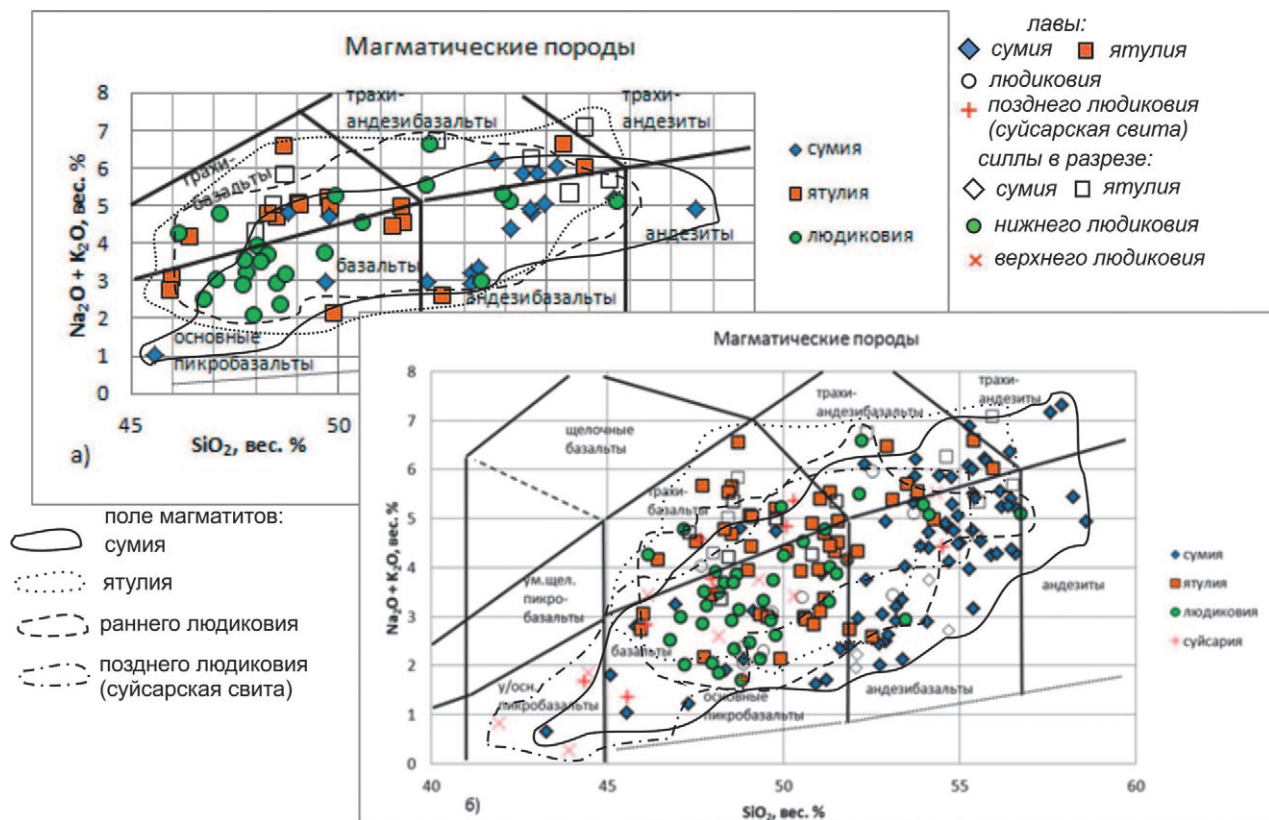 Магматические породы
Na₂O + K₂O, вес. %
8
7
6
5
4
3
2
1
0
трахи-
андезибазальты
трахи-
андезиты
трахи-
базальты
базальты
андезибазальты
андезиты
основные
пикробазальты
45
50
SiO₂, вес. %
а)
сумия
ятулия
людиковия
лавы:
сумия
ятулия
людиковия
позднего людиковия
(суйсарская свита)
силлы в разрезе:
сумия
ятулия
нижнего людиковия
верхнего людиковия
поле магматитов:
сумия
ятулия
раннего людиковия
позднего людиковия
(суйсарская свита)
Магматические породы
Na₂O + K₂O, вес. %
8
7
6
5
4
3
2
1
0
щелочные
базальты
трахи-
андезибазальты
трахи-
андезиты
трахи-
базальты
ум.щел.
пикро-
базальты
базальты
у/осн.
пикробазальты
основные
пикробазальты
андезибазальты
андезиты
40
45
50
55
60
SiO₂, вес. %
б)
сумия
ятулия
людиковия
суйсария